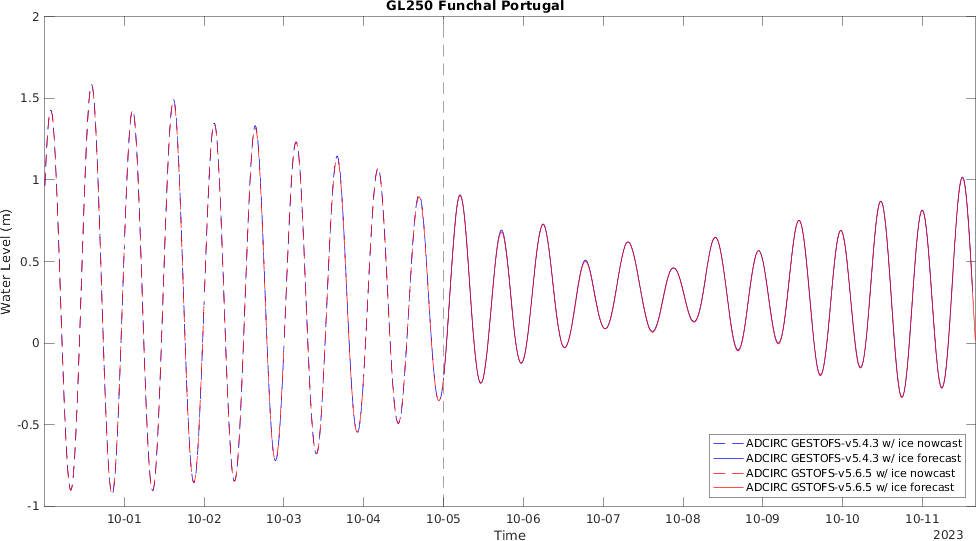 GL250 Funchal Portugal
2
1.5
1
0.5
0
-0.5
-1
Water Level (m)
10-01 10-02 10-03 10-04 10-05 10-06 10-07 10-08 10-09 10-10 10-11
Time
2023
ADCIRC GESTOFS-v5.4.3 w/ ice nowcast
ADCIRC GESTOFS-v5.4.3 w/ ice forecast
ADCIRC GSTOFS-v5.6.5 w/ ice nowcast
ADCIRC GSTOFS-v5.6.5 w/ ice forecast